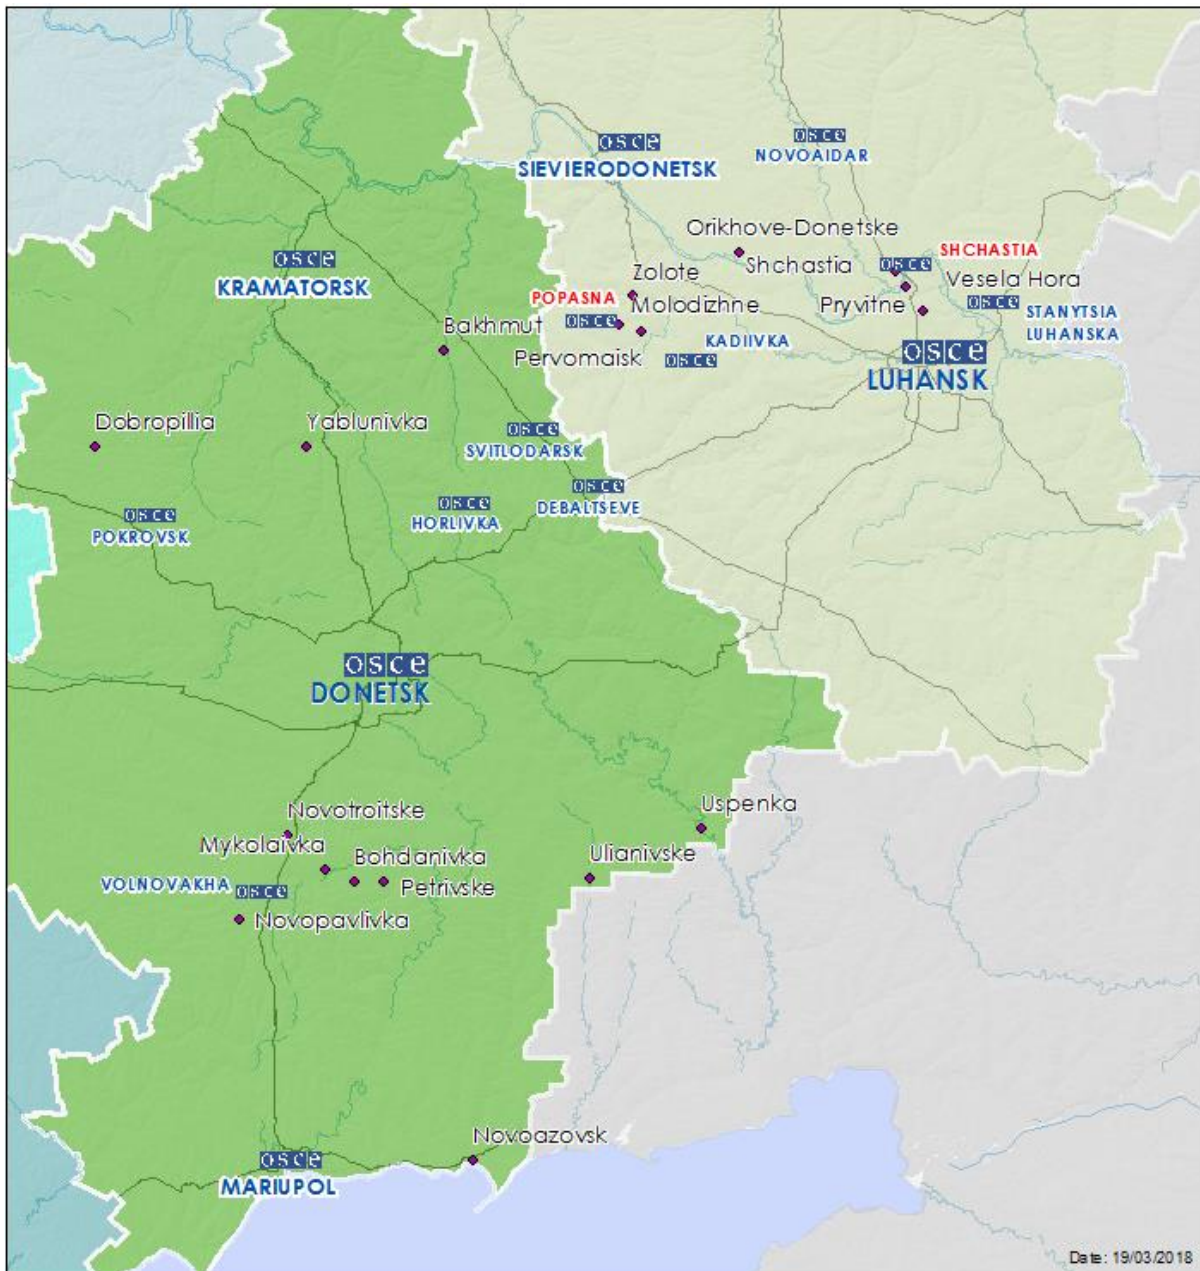 osce
NOVOAIDAR
osce
SIEVIERODONETSK
Orikhove-Donetske
SHCHASTIA
osce
KRAMATORSK
Shchastia
osce
Zolote
Vesela Hora
POPASNA
Molodizhne
Pryvitne
osce
STANYTSIA
LUHANSKA
osce
Bakhmut
KADIIVKA
Pervomaisk
osce
osce
LUHANSK
Dobropillia
Yablunivka
osce
SVITLODARSK
osce
DEBALTSEVE
osce
HORLIVKA
osce
POKROVSK
osce
DONETSK
Uspenka
Novotroitske
Mykolaivka
Bohdanivka
Ulianivske
VOLNOVAKHA
osce
Petrivske
Novopavlivka
Novoazovsk
osce
MARIUPOL
Date: 19/03/2018